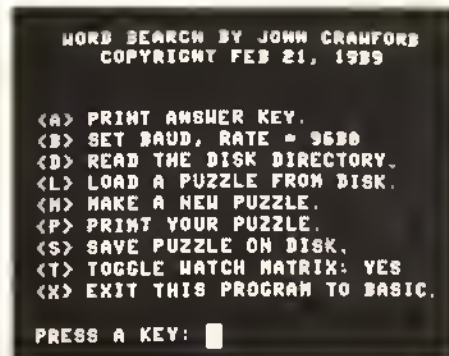 WORD SEARCH BY JOHN CRAWFORD
COPYRIGHT FEB 21, 1989
<A> PRINT ANSWER KEY.
<B> SET BAUD, RATE = 9600
<D> READ THE DISK DIRECTORY.
<L> LOAD A PUZZLE FROM DISK.
<M> MAKE A NEW PUZZLE.
<P> PRINT YOUR PUZZLE.
<S> SAVE PUZZLE ON DISK.
<T> TOGGLE WATCH MATRIX: YES
<X> EXIT THIS PROGRAM TO BASIC.
PRESS A KEY: